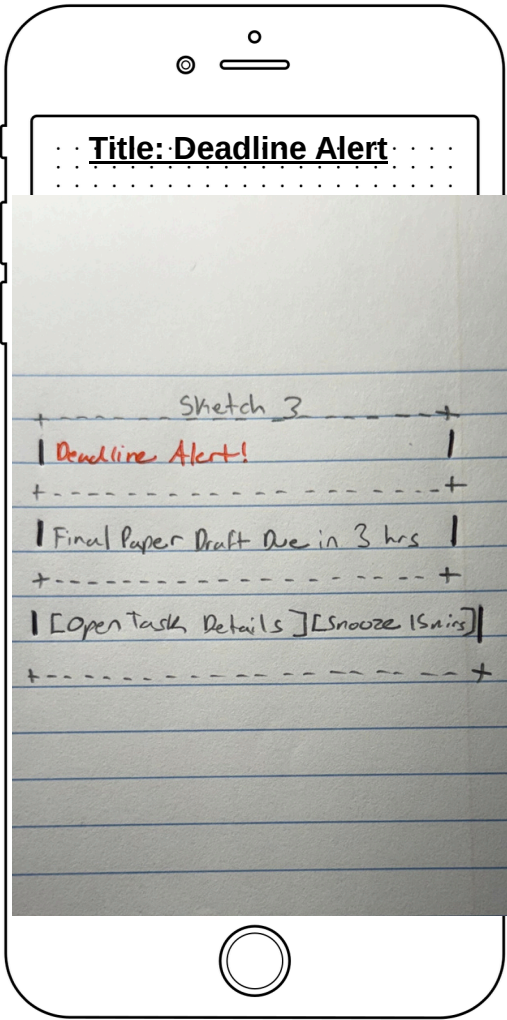 Title: Deadline Alert
Sketch 3
Deadline Alert!
Final Paper Draft Due in 3 hrs
[Open Task Details][Snooze 15mins]